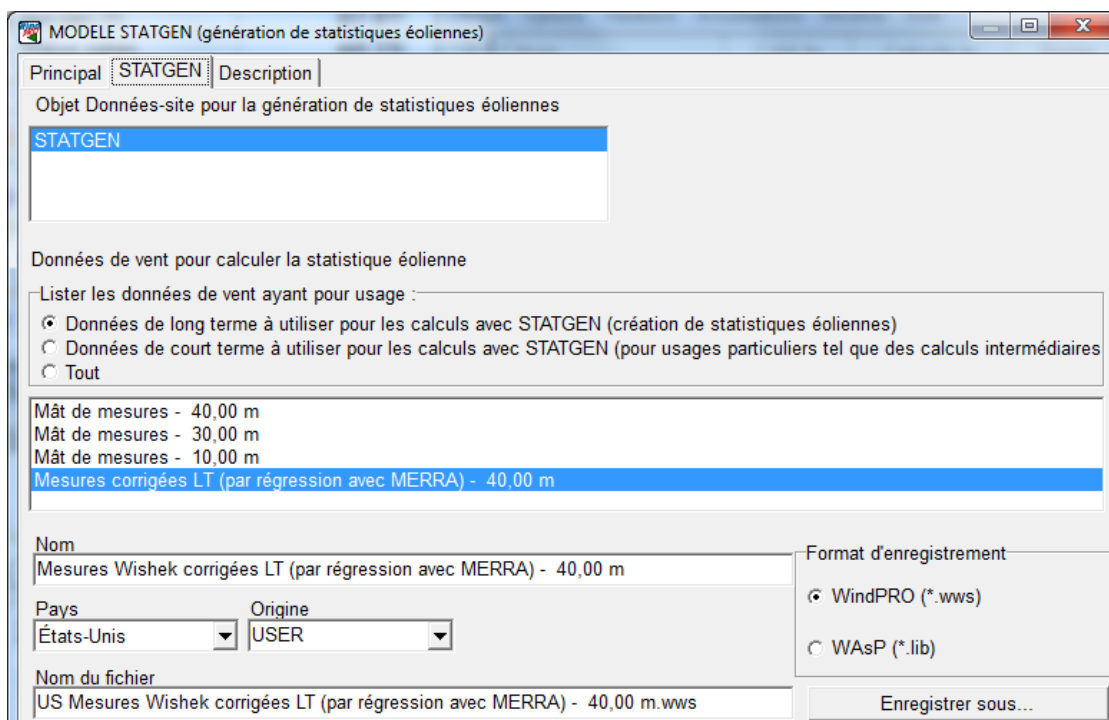 MODELE STATGEN (génération de statistiques éoliennes)
Principal STATGEN Description
Objet Données-site pour la génération de statistiques éoliennes
STATGEN
Données de vent pour calculer la statistique éolienne
Lister les données de vent ayant pour usage :
Données de long terme à utiliser pour les calculs avec STATGEN (création de statistiques éoliennes)
Données de court terme à utiliser pour les calculs avec STATGEN (pour usages particuliers tel que des calculs intermédiaires
Tout
Mât de mesures - 40,00 m
Mât de mesures - 30,00 m
Mât de mesures - 10,00 m
Mesures corrigées LT (par régression avec MERRA) - 40,00 m
Nom
Mesures Wishek corrigées LT (par régression avec MERRA) - 40,00 m
Format d'enregistrement
WindPRO (*.wws)
WAsP (*.lib)
Pays Origine
États-Unis USER
Nom du fichier
US Mesures Wishek corrigées LT (par régression avec MERRA) - 40,00 m.wws
Enregistrer sous...